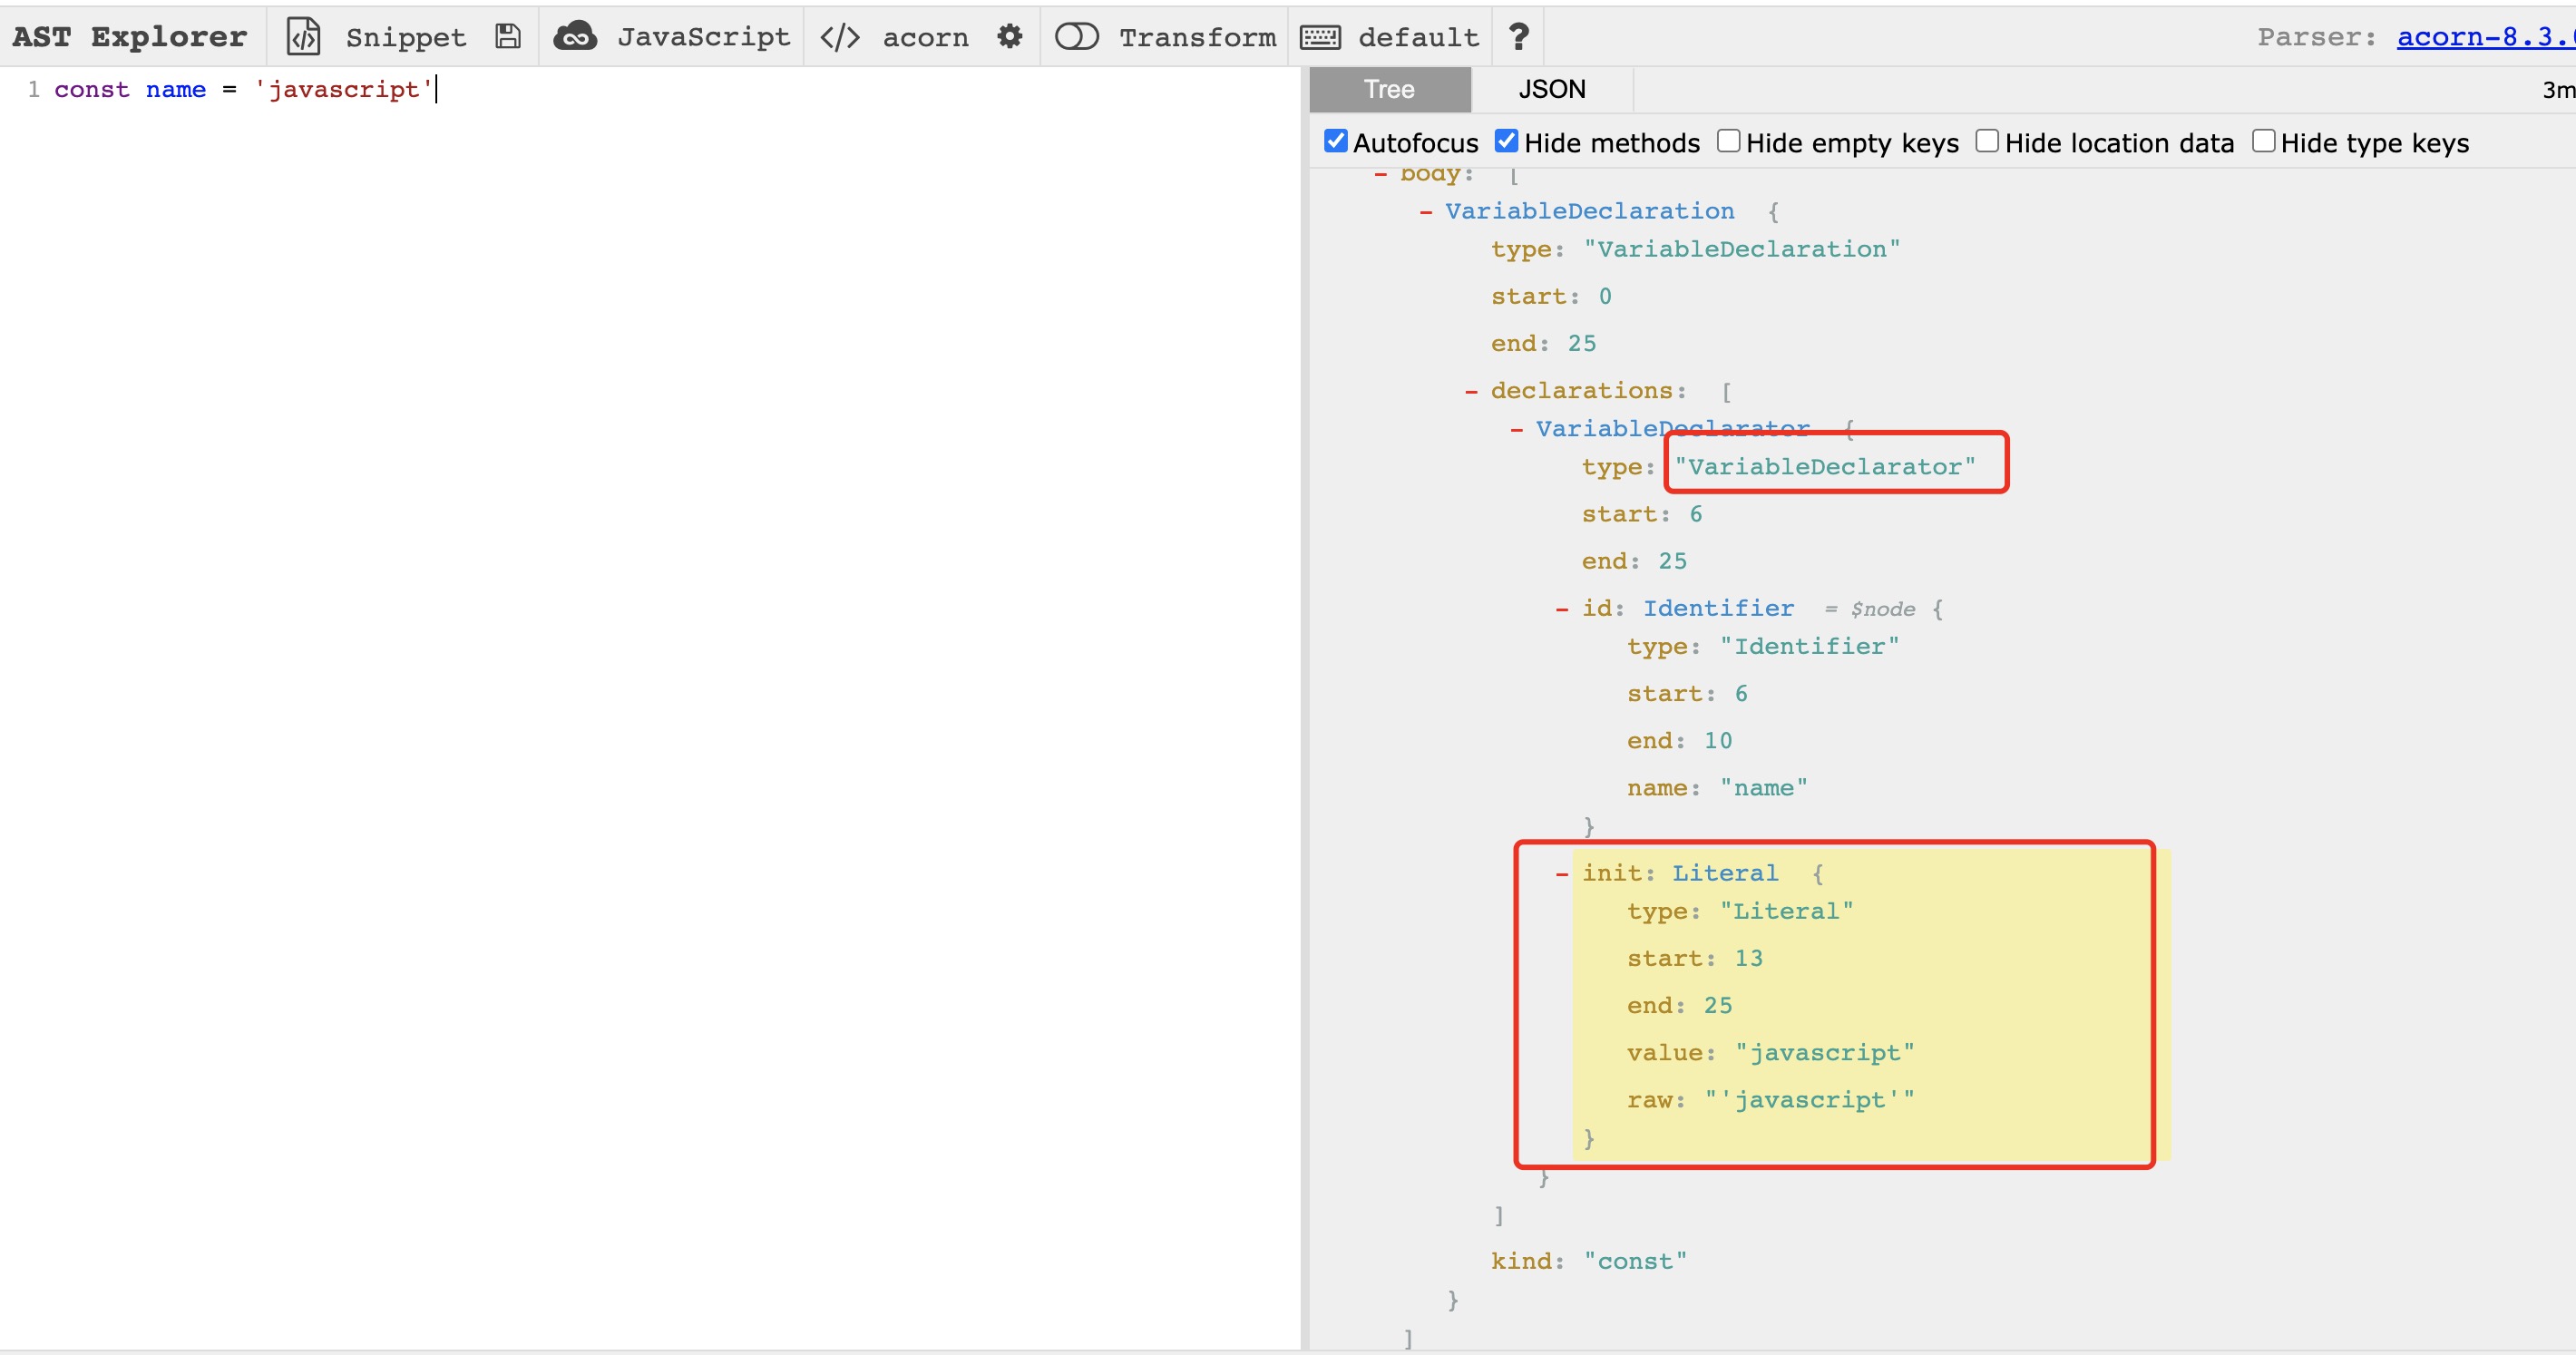 AST Explorer Snippet JavaScript </> acorn Transform default ? Parser: acorn-8.3.
Tree JSON 3m
1 const name = 'javascript'
Autofocus Hide methods Hide empty keys Hide location data Hide type keys
- body: [
- VariableDeclaration {
type: "VariableDeclaration"
start: 0
end: 25
- declarations: [
- VariableDeclarator {
type: "VariableDeclarator"
start: 6
end: 25
- id: Identifier = $node {
type: "Identifier"
start: 6
end: 10
name: "name"
}
- init: Literal {
type: "Literal"
start: 13
end: 25
value: "javascript"
raw: "'javascript'"
}
}
]
kind: "const"
}
]